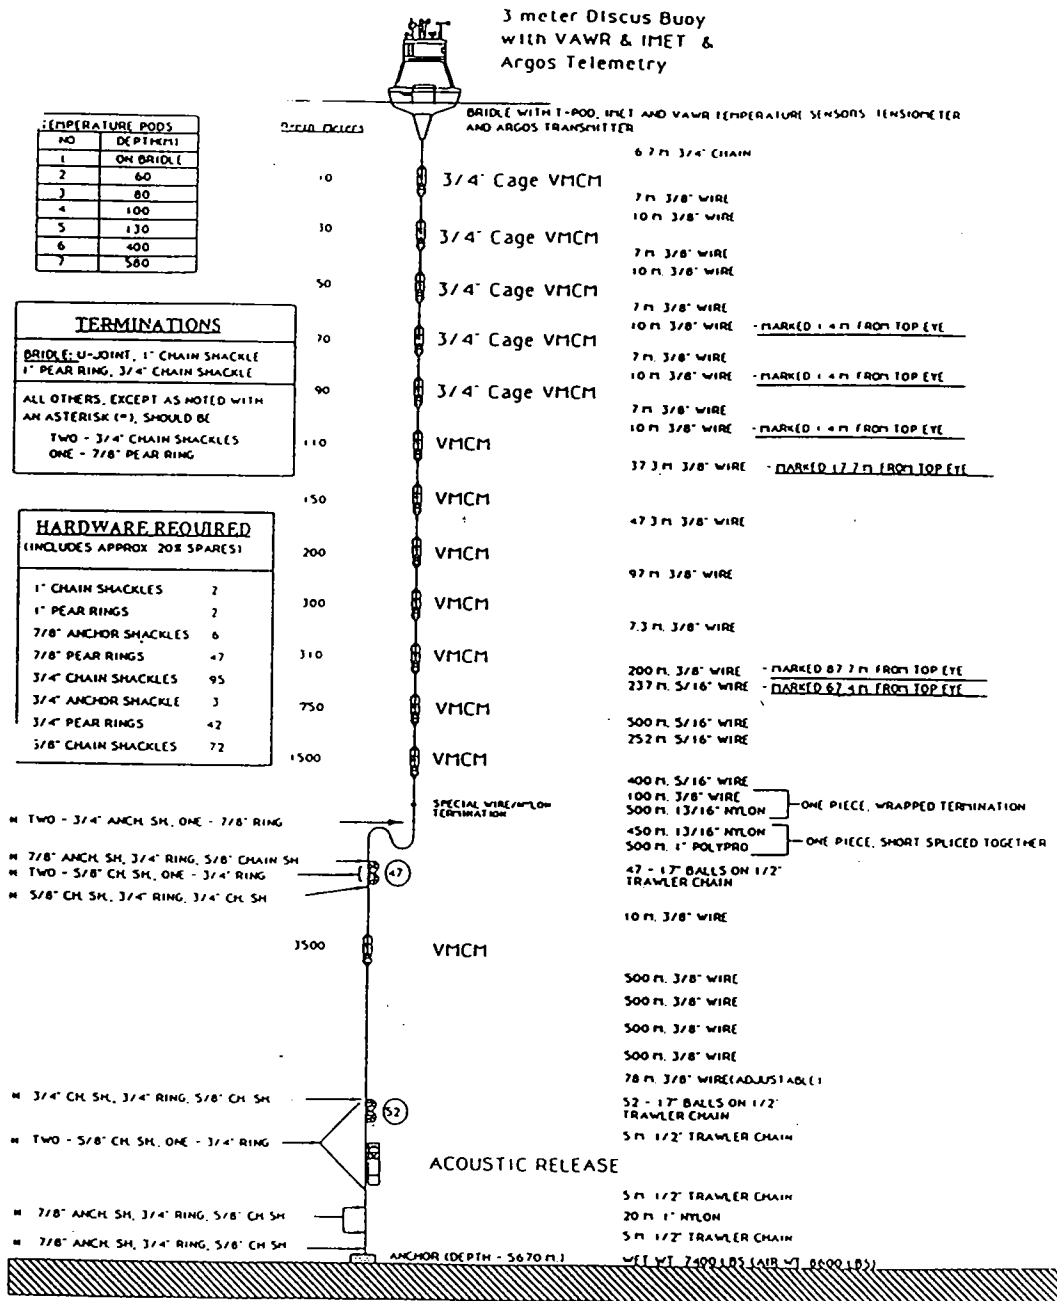 3 meter Discus Buoy
with VAWR & IMET &
Argos Telemetry
BRIDLE WITH T-POD, IMET AND VAWR TEMPERATURE SENSORS TENSIOMETER
AND ARGOS TRANSMITTER
TEMPERATURE PODS
NO DEPTH(M)
1 ON BRIDLE
2 60
3 80
4 100
5 130
6 400
7 580
TERMINATIONS
BRIDLE: U-JOINT, 1" CHAIN SHACKLE
1" PEAR RING, 3/4" CHAIN SHACKLE
ALL OTHERS, EXCEPT AS NOTED WITH
AN ASTERISK (*), SHOULD BE
TWO - 3/4" CHAIN SHACKLES
ONE - 7/8" PEAR RING
HARDWARE REQUIRED
(INCLUDES APPROX 20% SPARES)
1" CHAIN SHACKLES 2
1" PEAR RINGS 2
7/8" ANCHOR SHACKLES 6
7/8" PEAR RINGS 47
3/4" CHAIN SHACKLES 95
3/4" ANCHOR SHACKLE 3
3/4" PEAR RINGS 42
5/8" CHAIN SHACKLES 72
Depth Meters
6.7 M 3/4" CHAIN
10 3/4" Cage VMCM
7 M 3/8" WIRE
10 M. 3/8" WIRE
30 3/4" Cage VMCM
7 M. 3/8" WIRE
10 M. 3/8" WIRE
50 3/4" Cage VMCM
7 M. 3/8" WIRE
10 M. 3/8" WIRE - MARKED 1.4 M FROM TOP EYE
70 3/4" Cage VMCM
7 M. 3/8" WIRE
10 M. 3/8" WIRE - MARKED 1.4 M FROM TOP EYE
90 3/4" Cage VMCM
7 M. 3/8" WIRE
10 M. 3/8" WIRE - MARKED 1.4 M FROM TOP EYE
110 VMCM
37.3 M 3/8" WIRE - MARKED 17.7 M FROM TOP EYE
150 VMCM
47.3 M 3/8" WIRE
200 VMCM
97 M 3/8" WIRE
300 VMCM
7.3 M. 3/8" WIRE
310 VMCM
200 M. 3/8" WIRE - MARKED 87.7 M FROM TOP EYE
237 M. 5/16" WIRE - MARKED 67.4 M FROM TOP EYE
750 VMCM
500 M. 5/16" WIRE
252 M 5/16" WIRE
1500 VMCM
400 M. 5/16" WIRE
100 M. 3/8" WIRE
500 M. 13/16" NYLON
ONE PIECE, WRAPPED TERMINATION
SPECIAL WIRE/NYLON
TERMINATION
* TWO - 3/4" ANCH. SH, ONE - 7/8" RING
450 M. 13/16" NYLON
500 M. 1" POLYPRO
ONE PIECE, SHORT SPLICED TOGETHER
* 7/8" ANCH. SH, 3/4" RING, 5/8" CHAIN SH
* TWO - 5/8" CH. SH, ONE - 3/4" RING
* 5/8" CH. SH, 3/4" RING, 3/4" CH. SH
47
47 - 17" BALLS ON 1/2"
TRAWLER CHAIN
10 M. 3/8" WIRE
3500 VMCM
500 M. 3/8" WIRE
500 M. 3/8" WIRE
500 M. 3/8" WIRE
500 M. 3/8" WIRE
78 M. 3/8" WIRE(ADJUSTABLE)
* 3/4" CH. SH., 3/4" RING, 5/8" CH. SH
52
52 - 17" BALLS ON 1/2"
TRAWLER CHAIN
* TWO - 5/8" CH. SH, ONE - 3/4" RING
5 M 1/2" TRAWLER CHAIN
ACOUSTIC RELEASE
5 M 1/2" TRAWLER CHAIN
* 7/8" ANCH. SH, 3/4" RING, 5/8" CH SH
20 M 1" NYLON
* 7/8" ANCH. SH, 3/4" RING, 5/8" CH SH
5 M 1/2" TRAWLER CHAIN
ANCHOR (DEPTH - 5670 M.)
WET WT. 7400 LBS (AIR WT. 8600 LBS)